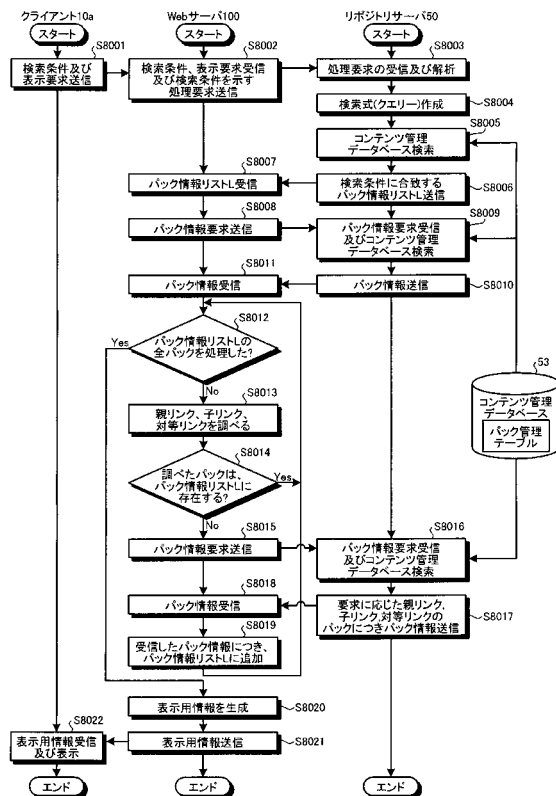 クライアント10a
Webサーバ100
リポジトリサーバ50
スタート
スタート
スタート
S8001
検索条件及び
表示要求送信
S8002
検索条件、表示要求受信
及び検索条件を示す
処理要求送信
S8003
処理要求の受信及び解析
S8004
検索式(クエリー)作成
S8005
コンテンツ管理
データベース検索
S8007
パック情報リストL受信
S8006
検索条件に合致する
パック情報リストL送信
S8008
パック情報要求送信
S8009
パック情報要求受信
及びコンテンツ管理
データベース検索
S8011
パック情報受信
S8010
パック情報送信
S8012
Yes
パック情報リストLの
全パックを処理した?
No
S8013
親リンク、子リンク、
対等リンクを調べる
53
コンテンツ管理
データベース
パック管理
テーブル
S8014
調べたパックは、
パック情報リストLに
存在する?
Yes
No
S8015
パック情報要求送信
S8016
パック情報要求受信
及びコンテンツ管理
データベース検索
S8018
パック情報受信
S8017
要求に応じた親リンク、
子リンク、対等リンクの
パックにつきパック情報送信
S8019
受信したパック情報につき、
パック情報リストLに追加
S8020
表示用情報を生成
S8022
表示用情報受信
及び表示
S8021
表示用情報送信
エンド
エンド
エンド